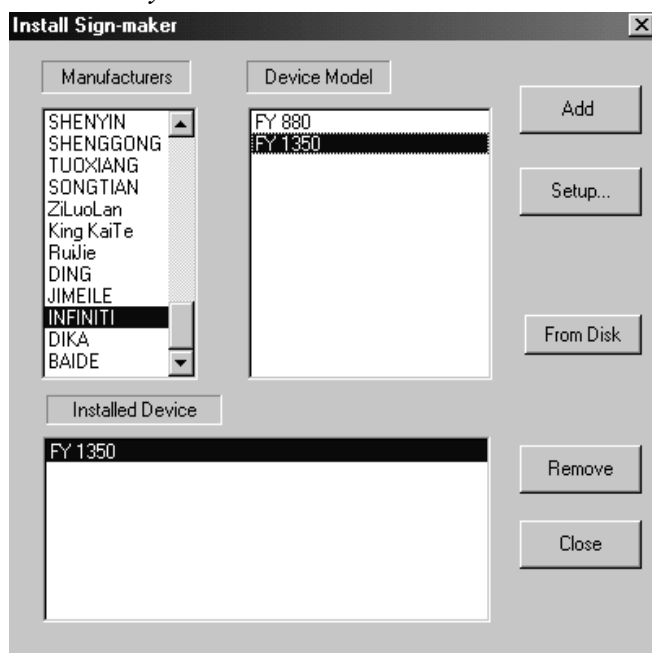 Install Sign-maker
Manufacturers
Device Model
SHENYIN
SHENGGONG
TUOXIANG
SONGTIAN
ZiLuoLan
King KaiTe
RuiJie
DING
JIMEILE
INFINITI
DIKA
BAIDE
FY 880
FY 1350
Add
Setup...
From Disk
Installed Device
FY 1350
Remove
Close